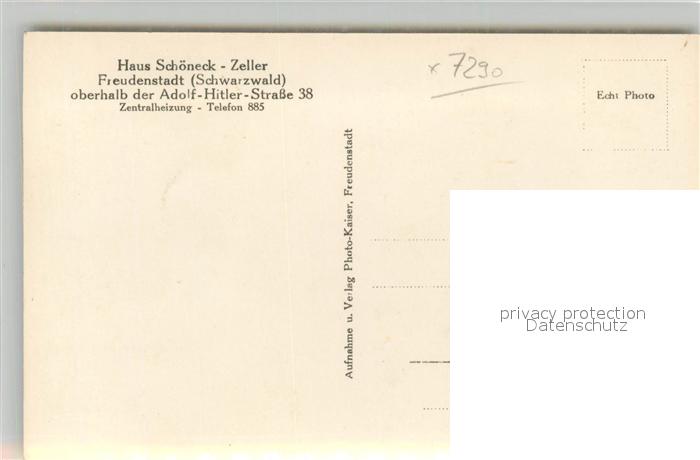 Haus Schöneck - Zeller
Freudenstadt (Schwarzwald)
oberhalb der Adolf-Hitler-Straße 38
Zentralheizung - Telefon 885
x 7290
Echt Photo
Aufnahme u. Verlag Photo-Kaiser, Freudenstadt
privacy protection
Datenschutz